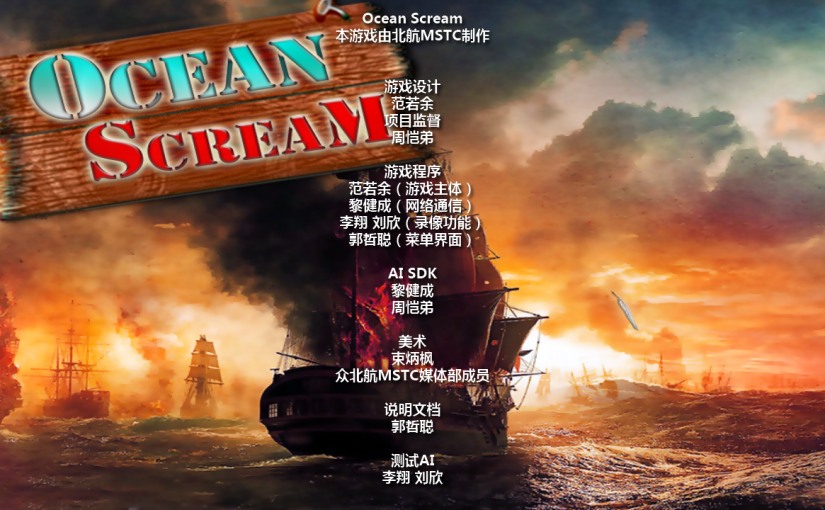 OCEAN
SCREAM
Ocean Scream
本游戏由北航MSTC制作
游戏设计
范若余
项目监督
周恺弟
游戏程序
范若余（游戏主体）
黎健成（网络通信）
李翔 刘欣（录像功能）
郭哲聪（菜单界面）
AI SDK
黎健成
周恺弟
美术
束炳枫
众北航MSTC媒体部成员
说明文档
郭哲聪
测试AI
李翔 刘欣